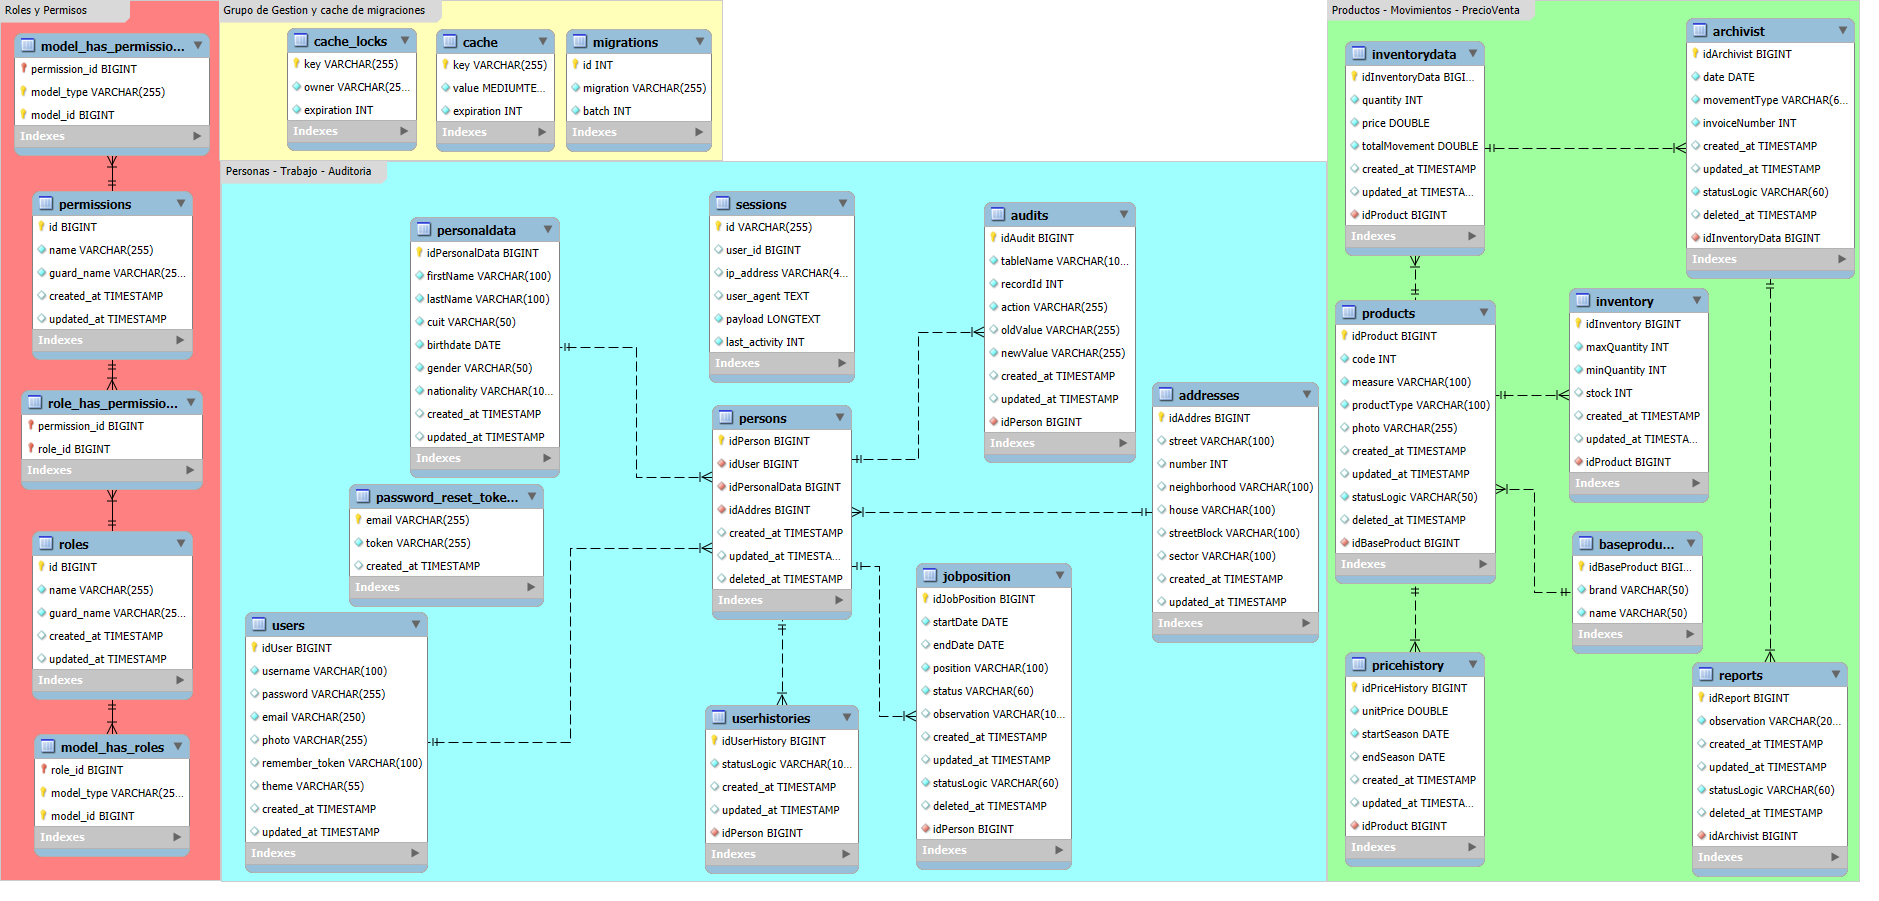 Roles y Permisos
model_has_permissio...
permission_id BIGINT
model_type VARCHAR(255)
model_id BIGINT
Indexes
permissions
id BIGINT
name VARCHAR(255)
guard_name VARCHAR(25...
created_at TIMESTAMP
updated_at TIMESTAMP
Indexes
role_has_permissio...
permission_id BIGINT
role_id BIGINT
Indexes
roles
id BIGINT
name VARCHAR(255)
guard_name VARCHAR(25...
created_at TIMESTAMP
updated_at TIMESTAMP
Indexes
model_has_roles
role_id BIGINT
model_type VARCHAR(25...
model_id BIGINT
Indexes
Grupo de Gestion y cache de migraciones
cache_locks
key VARCHAR(255)
owner VARCHAR(25...
expiration INT
Indexes
cache
key VARCHAR(255)
value MEDIUMTE...
expiration INT
Indexes
migrations
id INT
migration VARCHAR(255)
batch INT
Indexes
Personas - Trabajo - Auditoria
personaldata
idPersonalData BIGINT
firstName VARCHAR(100)
lastName VARCHAR(100)
cuit VARCHAR(50)
birthdate DATE
gender VARCHAR(50)
nationality VARCHAR(10...
created_at TIMESTAMP
updated_at TIMESTAMP
Indexes
password_reset_toke...
email VARCHAR(255)
token VARCHAR(255)
created_at TIMESTAMP
Indexes
users
idUser BIGINT
username VARCHAR(100)
password VARCHAR(255)
email VARCHAR(250)
photo VARCHAR(255)
remember_token VARCHAR(100)
theme VARCHAR(55)
created_at TIMESTAMP
updated_at TIMESTAMP
Indexes
sessions
id VARCHAR(255)
user_id BIGINT
ip_address VARCHAR(4...
user_agent TEXT
payload LONGTEXT
last_activity INT
Indexes
persons
idPerson BIGINT
idUser BIGINT
idPersonalData BIGINT
idAddres BIGINT
created_at TIMESTAMP
updated_at TIMESTA...
deleted_at TIMESTAMP
Indexes
userhistories
idUserHistory BIGINT
statusLogic VARCHAR(10...
created_at TIMESTAMP
updated_at TIMESTAMP
idPerson BIGINT
Indexes
audits
idAudit BIGINT
tableName VARCHAR(10...
recordId INT
action VARCHAR(255)
oldValue VARCHAR(255)
newValue VARCHAR(255)
created_at TIMESTAMP
updated_at TIMESTAMP
idPerson BIGINT
Indexes
jobposition
idJobPosition BIGINT
startDate DATE
endDate DATE
position VARCHAR(100)
status VARCHAR(60)
observation VARCHAR(10...
created_at TIMESTAMP
updated_at TIMESTAMP
statusLogic VARCHAR(60)
deleted_at TIMESTAMP
idPerson BIGINT
Indexes
addresses
idAddres BIGINT
street VARCHAR(100)
number INT
neighborhood VARCHAR(100)
house VARCHAR(100)
streetBlock VARCHAR(100)
sector VARCHAR(100)
created_at TIMESTAMP
updated_at TIMESTAMP
Indexes
Productos - Movimientos - PrecioVenta
inventorydata
idInventoryData BIGI...
quantity INT
price DOUBLE
totalMovement DOUBLE
created_at TIMESTAMP
updated_at TIMESTA...
idProduct BIGINT
Indexes
products
idProduct BIGINT
code INT
measure VARCHAR(100)
productType VARCHAR(100)
photo VARCHAR(255)
created_at TIMESTAMP
updated_at TIMESTAMP
statusLogic VARCHAR(50)
deleted_at TIMESTAMP
idBaseProduct BIGINT
Indexes
pricehistory
idPriceHistory BIGINT
unitPrice DOUBLE
startSeason DATE
endSeason DATE
created_at TIMESTAMP
updated_at TIMESTA...
idProduct BIGINT
Indexes
archivist
idArchivist BIGINT
date DATE
movementType VARCHAR(6...
invoiceNumber INT
created_at TIMESTAMP
updated_at TIMESTAMP
statusLogic VARCHAR(60)
deleted_at TIMESTAMP
idInventoryData BIGINT
Indexes
inventory
idInventory BIGINT
maxQuantity INT
minQuantity INT
stock INT
created_at TIMESTAMP
updated_at TIMESTA...
idProduct BIGINT
Indexes
baseprodu...
idBaseProduct BIGI...
brand VARCHAR(50)
name VARCHAR(50)
Indexes
reports
idReport BIGINT
observation VARCHAR(20...
created_at TIMESTAMP
updated_at TIMESTAMP
statusLogic VARCHAR(60)
deleted_at TIMESTAMP
idArchivist BIGINT
Indexes